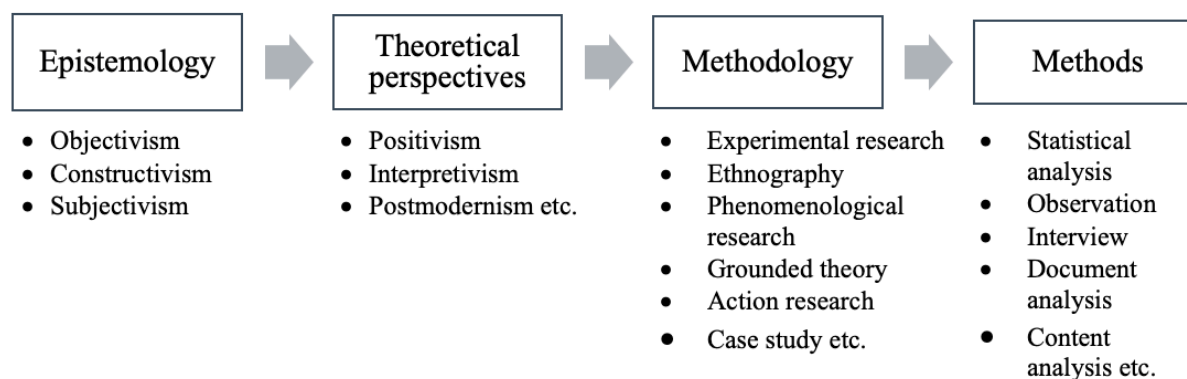 Epistemology
Theoretical
perspectives
Methodology
Methods
• Objectivism
• Constructivism
• Subjectivism
• Positivism
• Interpretivism
• Postmodernism etc.
• Experimental research
• Ethnography
• Phenomenological
research
• Grounded theory
• Action research
• Case study etc.
• Statistical
analysis
• Observation
• Interview
• Document
analysis
• Content
analysis etc.